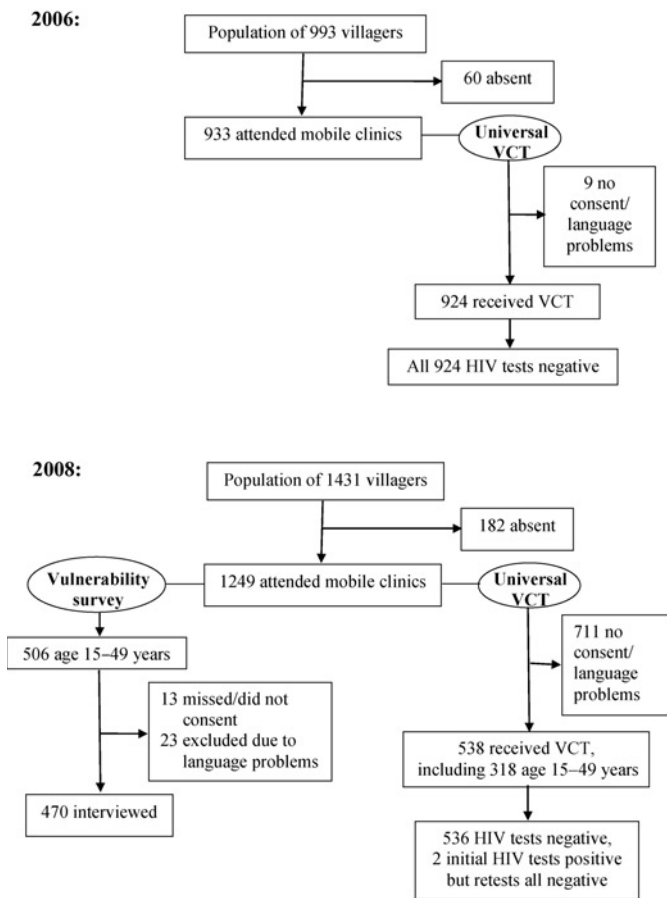 2006:
Population of 993 villagers
60 absent
933 attended mobile clinics
Universal
VCT
9 no
consent/
language
problems
924 received VCT
All 924 HIV tests negative
2008:
Population of 1431 villagers
182 absent
Vulnerability
survey
1249 attended mobile clinics
Universal
VCT
506 age 15–49 years
711 no
consent/
language
problems
13 missed/did not
consent
23 excluded due to
language problems
538 received VCT,
including 318 age 15–49 years
470 interviewed
536 HIV tests negative,
2 initial HIV tests positive
but retests all negative